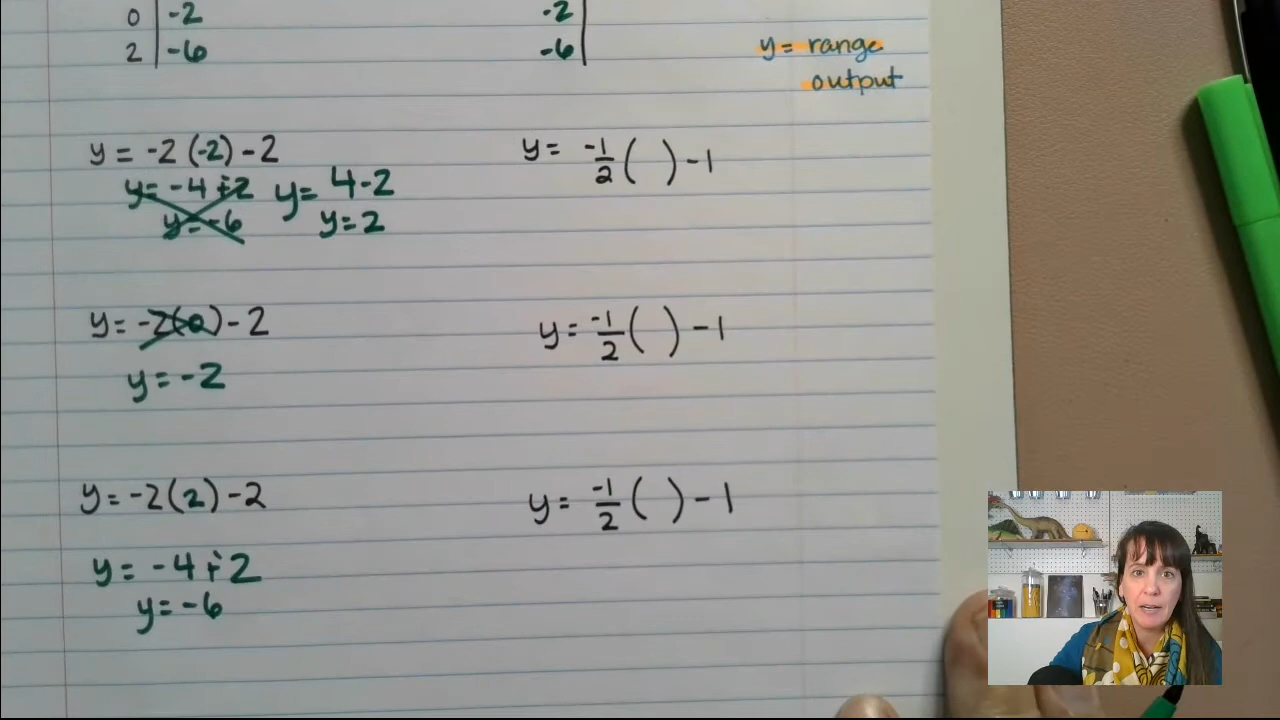 0 -2 -2
2 -6 -6
y = range
output
y = -2 (-2) - 2
y = -4 + -2 y = 4 - 2
y = -6 y = 2
y = -1/2 ( ) - 1
y = -2(0) - 2
y = -2
y = -1/2 ( ) - 1
y = -2(2) - 2
y = -4 + -2
y = -6
y = -1/2 ( ) - 1